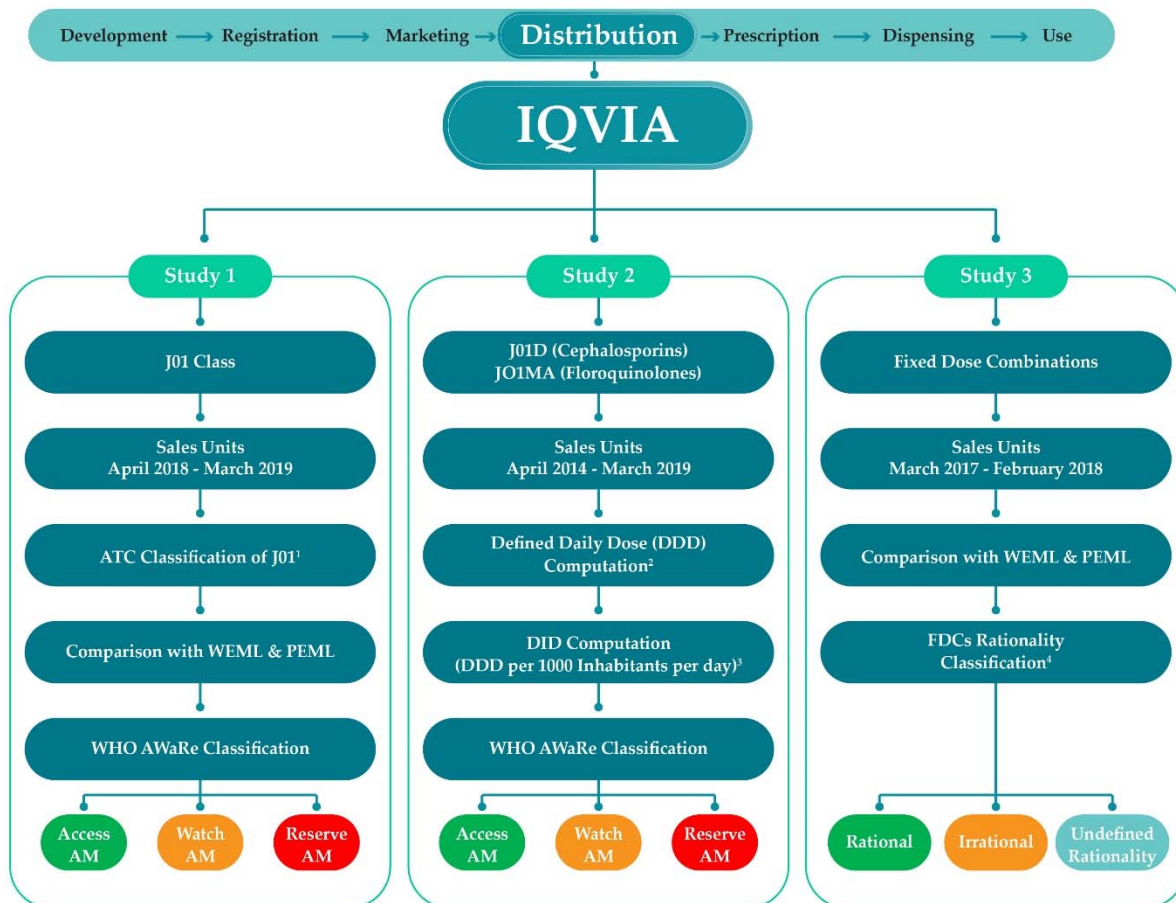 Development → Registration → Marketing → Distribution → Prescription → Dispensing → Use
IQVIA
Study 1
J01 Class
Sales Units
April 2018 - March 2019
ATC Classification of J01¹
Comparison with WEML & PEML
WHO AWaRe Classification
Access
AM
Watch
AM
Reserve
AM
Study 2
J01D (Cephalosporins)
JO1MA (Floroquinolones)
Sales Units
April 2014 - March 2019
Defined Daily Dose (DDD)
Computation²
DID Computation
(DDD per 1000 Inhabitants per day)³
WHO AWaRe Classification
Access
AM
Watch
AM
Reserve
AM
Study 3
Fixed Dose Combinations
Sales Units
March 2017 - February 2018
Comparison with WEML & PEML
FDCs Rationality
Classification⁴
Rational
Irrational
Undefined
Rationality